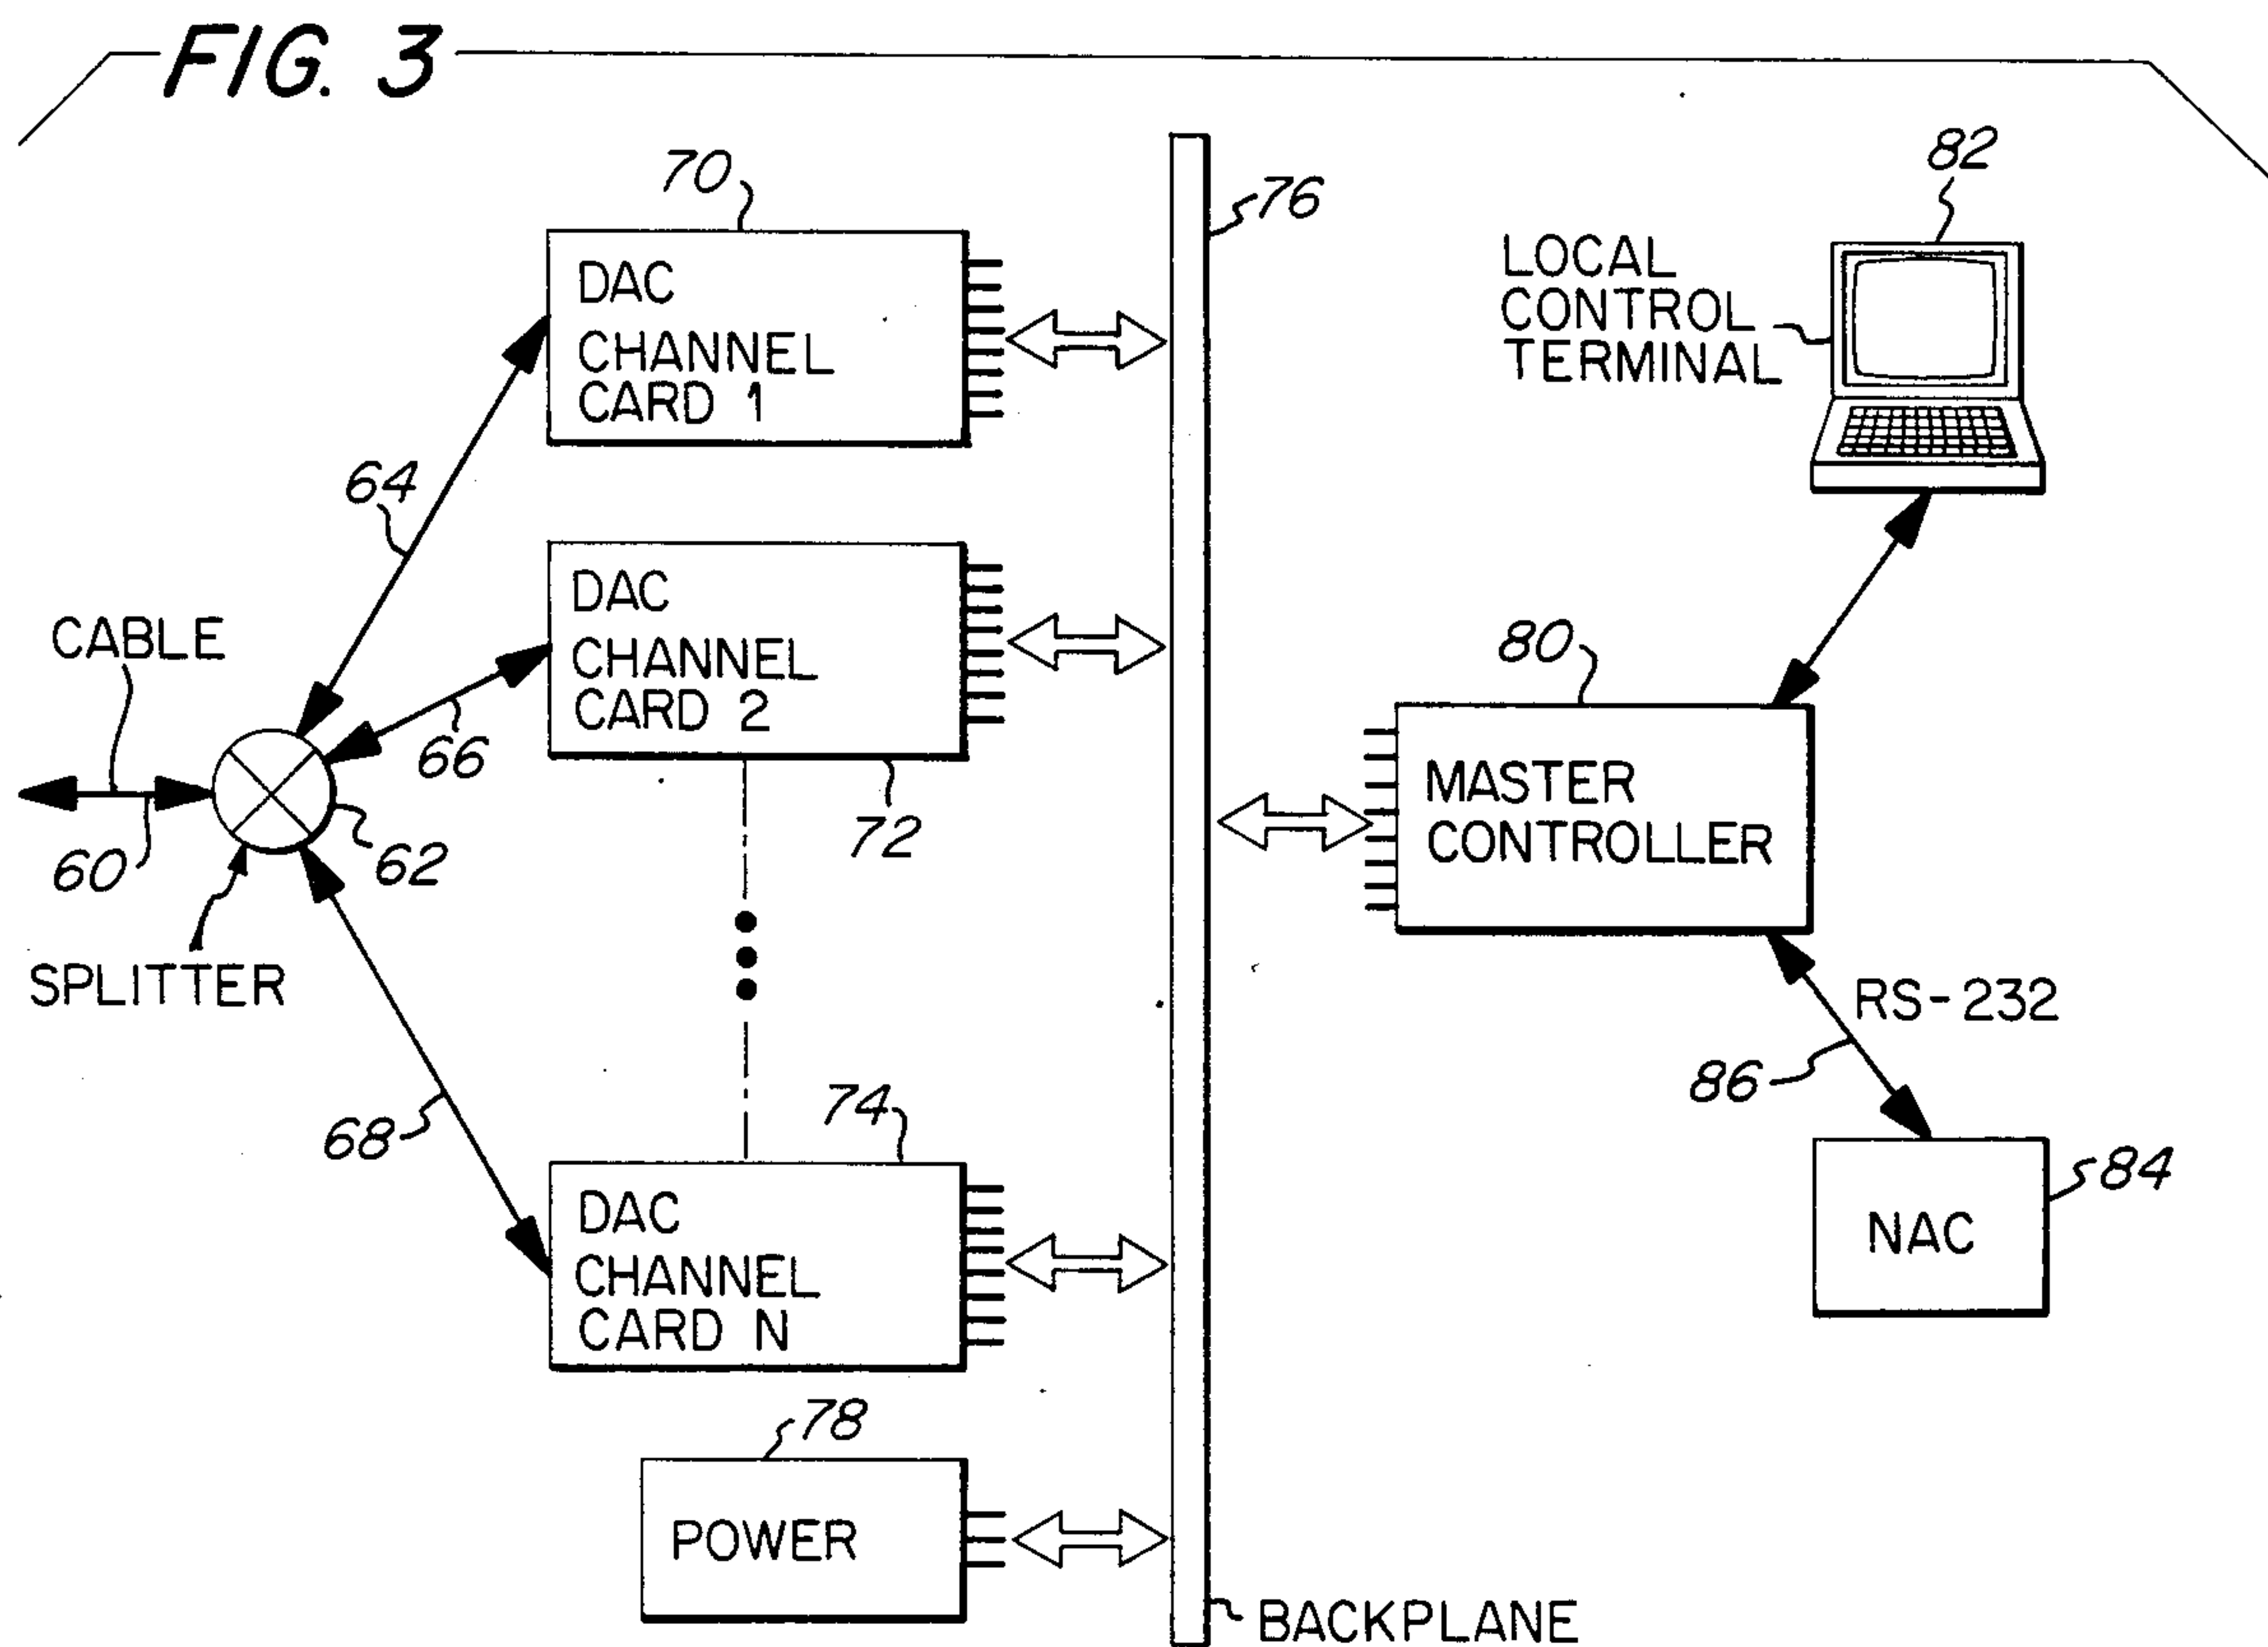 FIG. 3
70
76
82
DAC
CHANNEL
CARD 1
LOCAL
CONTROL
TERMINAL
64
DAC
CHANNEL
CARD 2
CABLE
66
72
80
MASTER
CONTROLLER
60
62
SPLITTER
RS-232
86
68
74
DAC
CHANNEL
CARD N
84
NAC
78
POWER
BACKPLANE